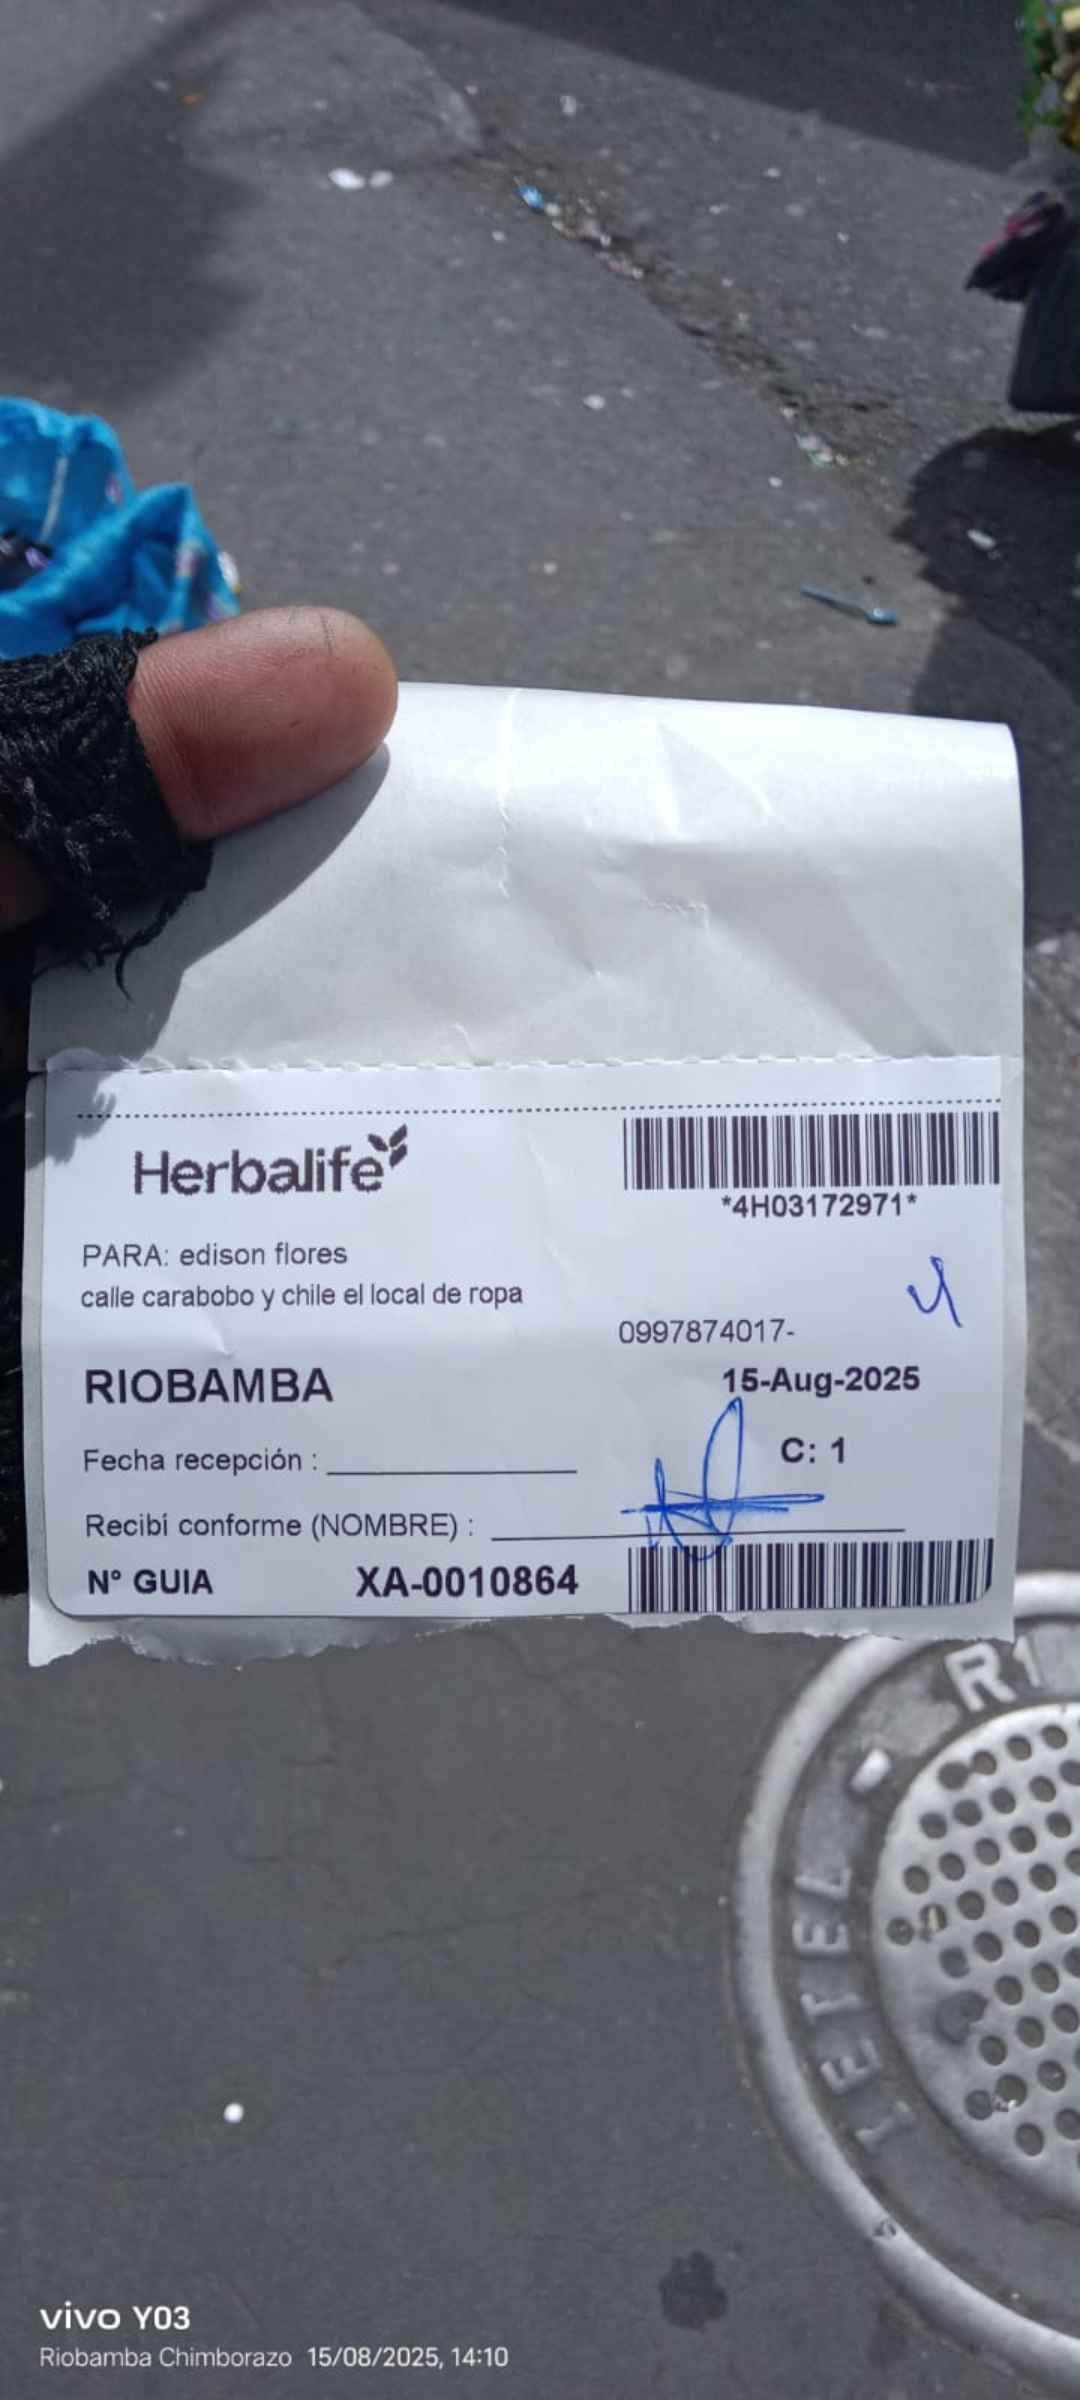 Herbalife
*4H03172971*
PARA: edison flores
calle carabobo y chile el local de ropa
0997874017-
RIOBAMBA
15-Aug-2025
C: 1
Fecha recepción :
Recibí conforme (NOMBRE) :
N° GUIA XA-0010864
R1
ETEL
vivo Y03
Riobamba Chimborazo 15/08/2025, 14:10